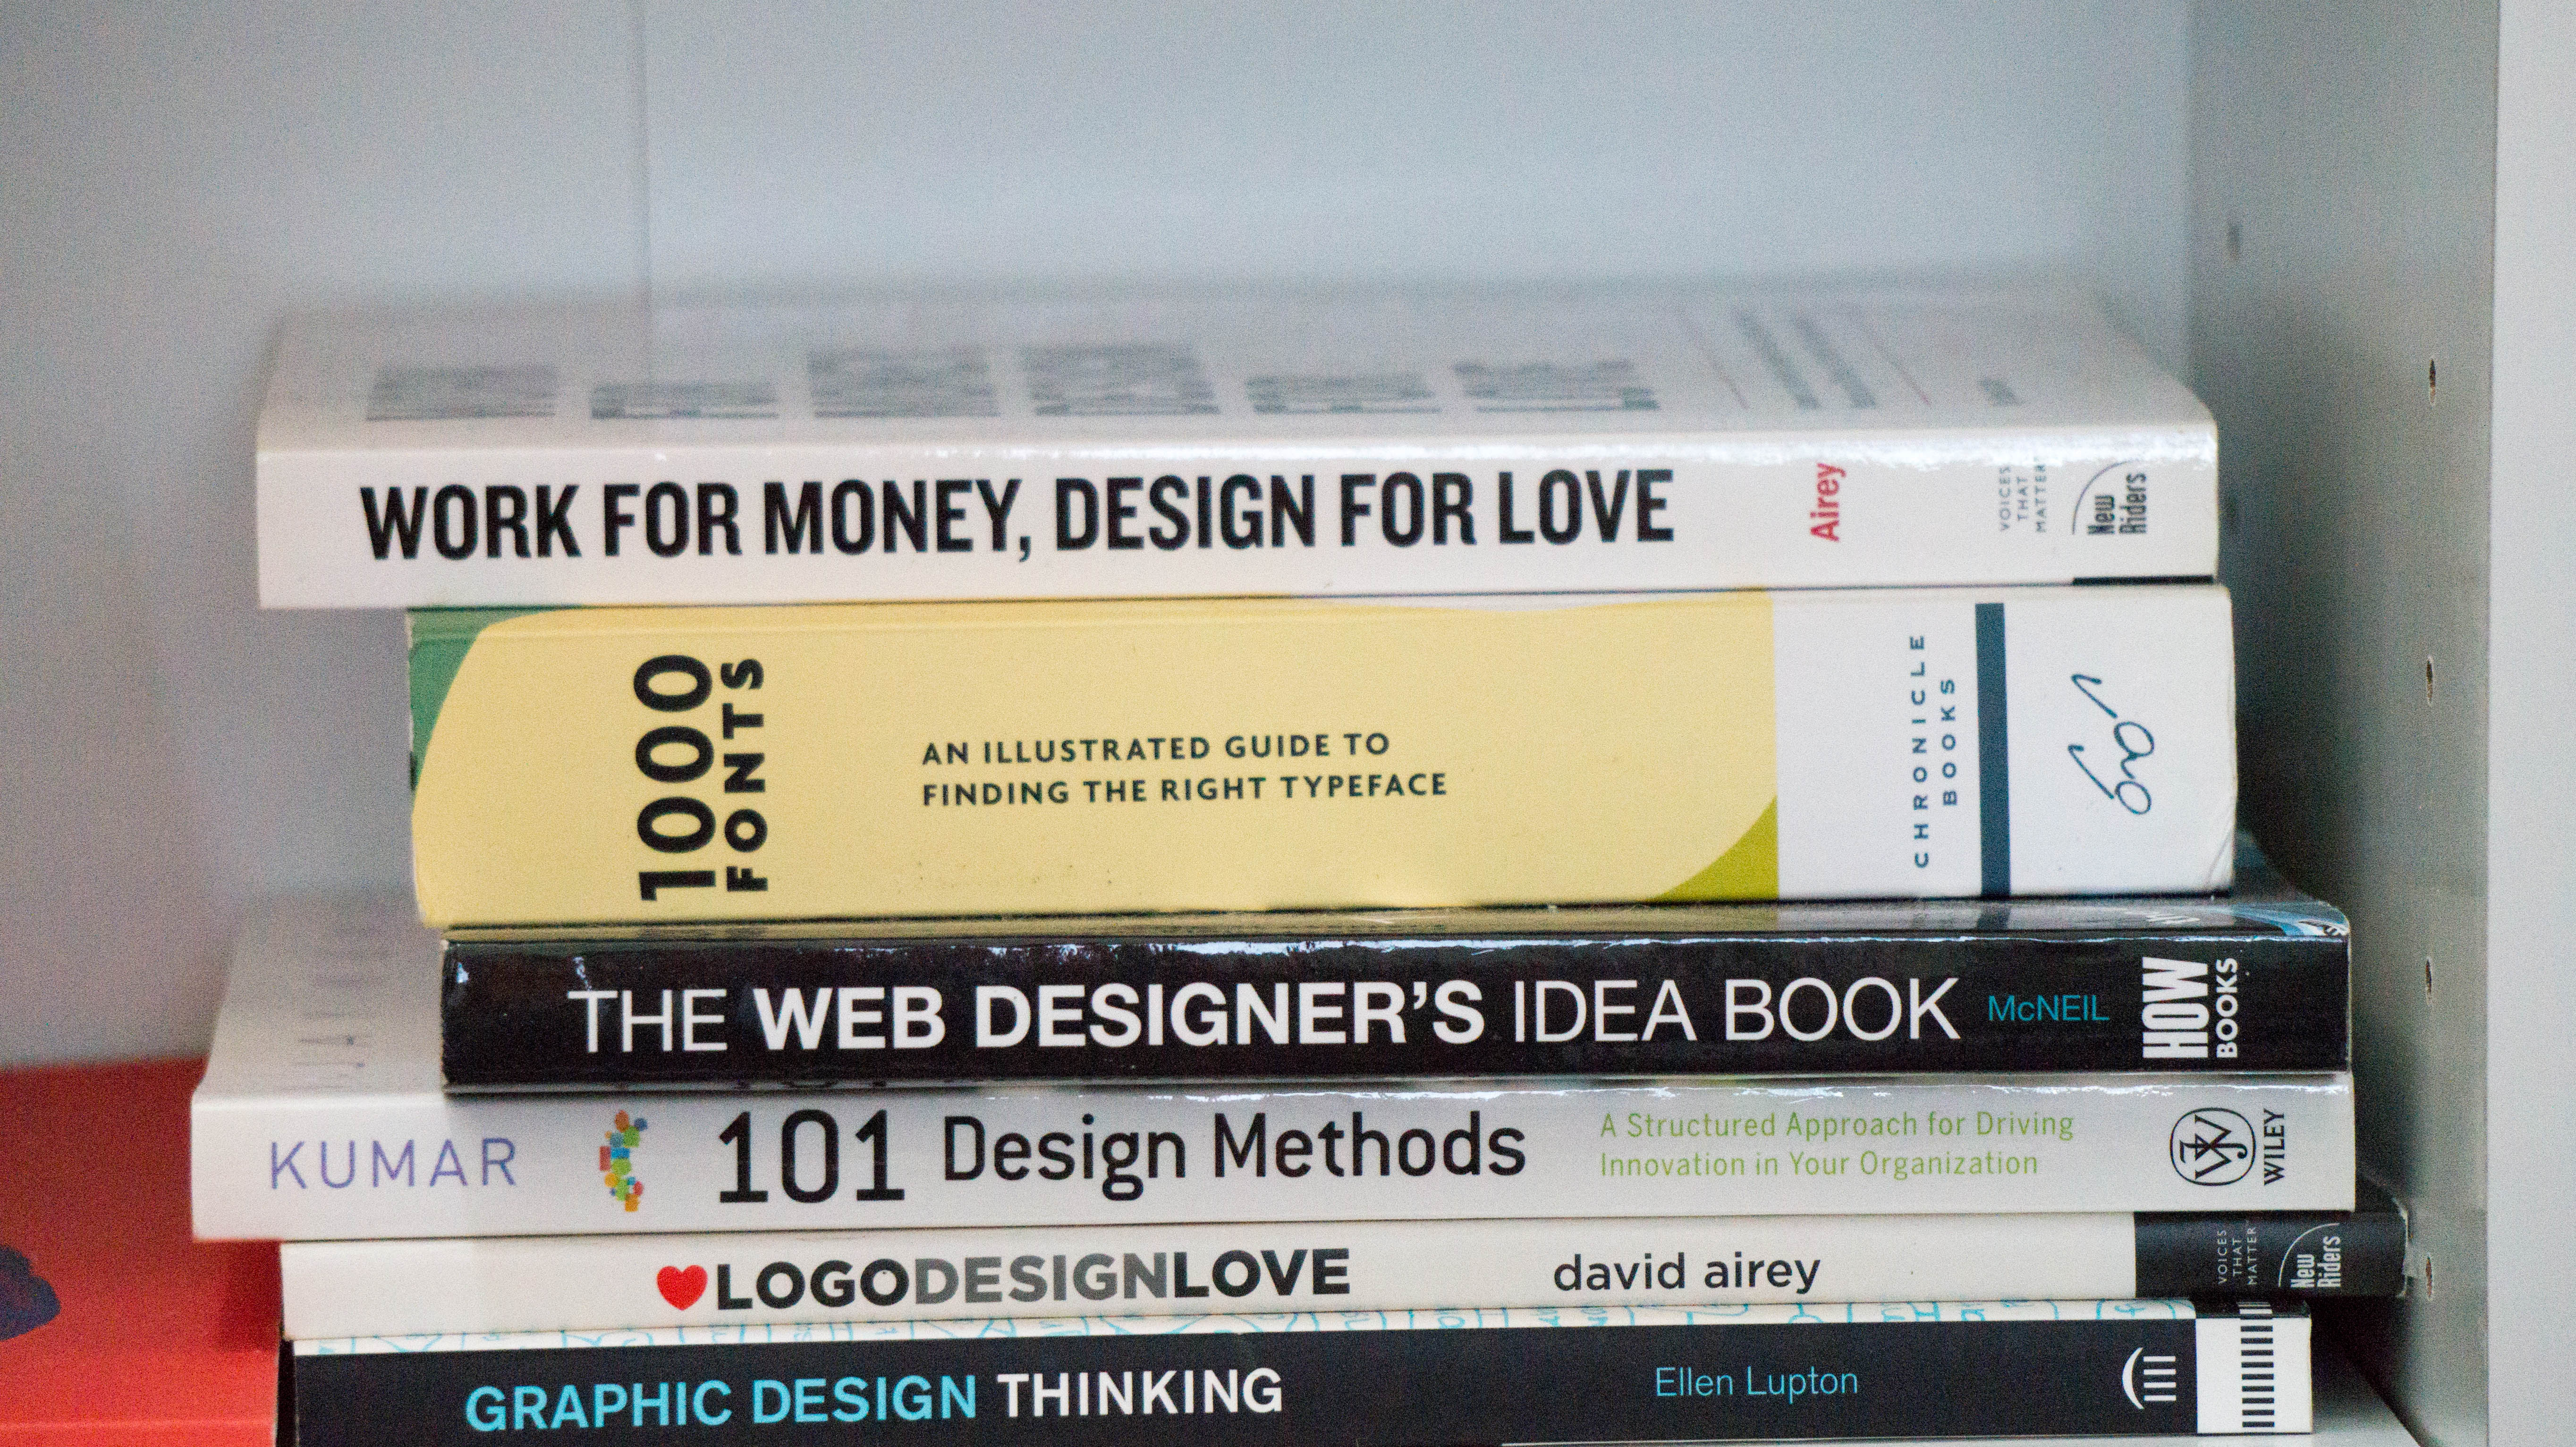 WORK FOR MONEY, DESIGN FOR LOVE
Airey
VOICES
THAT
MATTER
New
Riders
1000
FONTS
AN ILLUSTRATED GUIDE TO
FINDING THE RIGHT TYPEFACE
CHRONICLE
BOOKS
THE WEB DESIGNER'S IDEA BOOK
McNEIL
HOW
BOOKS
KUMAR
101 Design Methods
A Structured Approach for Driving
Innovation in Your Organization
WILEY
LOGODESIGNLOVE
david airey
VOICES
THAT
MATTER
New
Riders
GRAPHIC DESIGN THINKING
Ellen Lupton